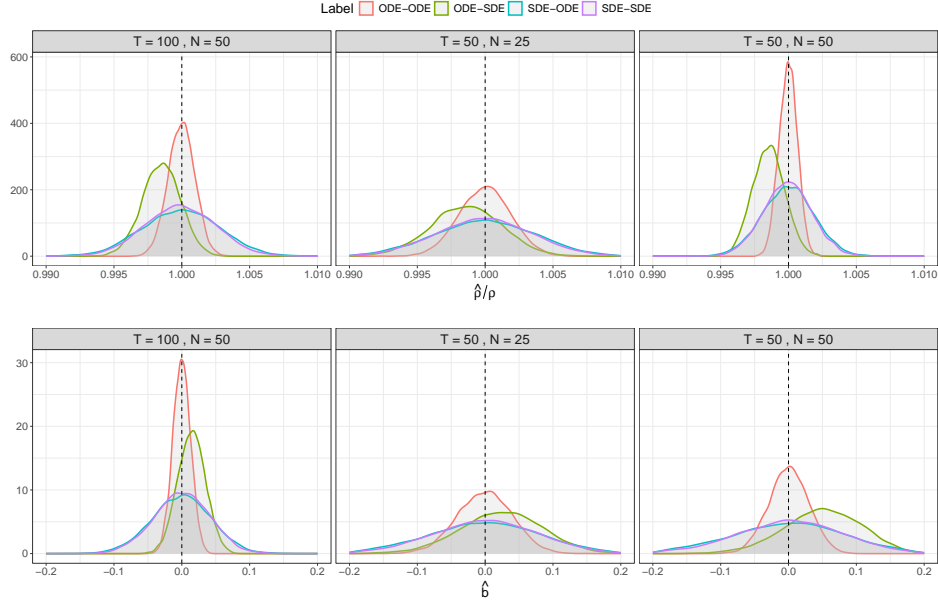 Label ODE−ODE ODE−SDE SDE−ODE SDE−SDE
T = 100 , N = 50 T = 50 , N = 25 T = 50 , N = 50
600
400
200
0
0.990 0.995 1.000 1.005 1.010 0.990 0.995 1.000 1.005 1.010 0.990 0.995 1.000 1.005 1.010
ρ̂/ρ
T = 100 , N = 50 T = 50 , N = 25 T = 50 , N = 50
30
20
10
0
−0.2 −0.1 0.0 0.1 0.2 −0.2 −0.1 0.0 0.1 0.2 −0.2 −0.1 0.0 0.1 0.2
b̂